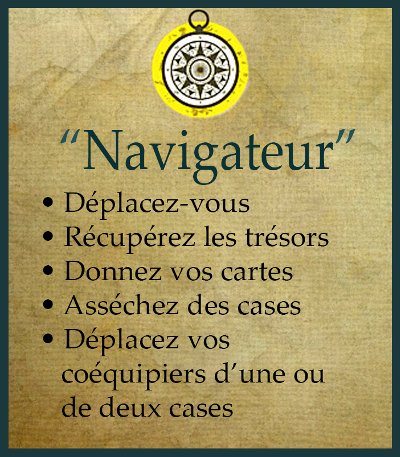 “Navigateur”
• Déplacez-vous
• Récupérez les trésors
• Donnez vos cartes
• Asséchez des cases
• Déplacez vos
coéquipiers d’une ou
de deux cases